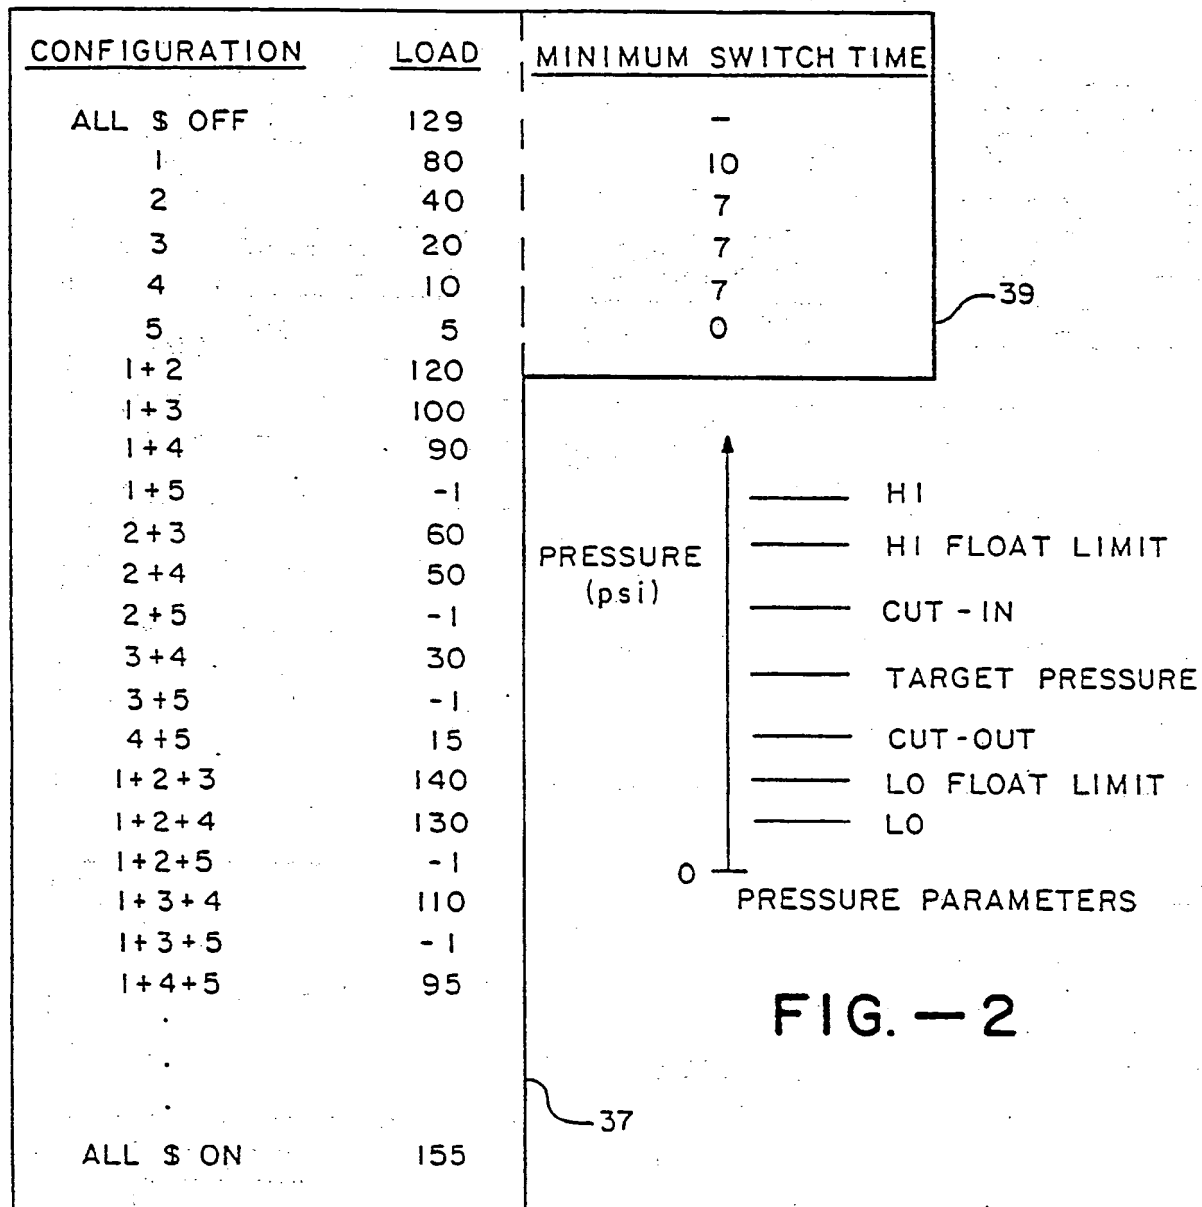 CONFIGURATION LOAD MINIMUM SWITCH TIME
ALL $ OFF 129 –
1 80 10
2 40 7
3 20 7
4 10 7
5 5 0
39
1+2 120
1+3 100
1+4 90
1+5 -1
2+3 60
2+4 50
2+5 -1
3+4 30
3+5 -1
4+5 15
1+2+3 140
1+2+4 130
1+2+5 -1
1+3+4 110
1+3+5 -1
1+4+5 95
.
.
.
ALL $ ON 155
37
PRESSURE
(psi)
HI
HI FLOAT LIMIT
CUT-IN
TARGET PRESSURE
CUT-OUT
LO FLOAT LIMIT
LO
0
PRESSURE PARAMETERS
FIG.—2